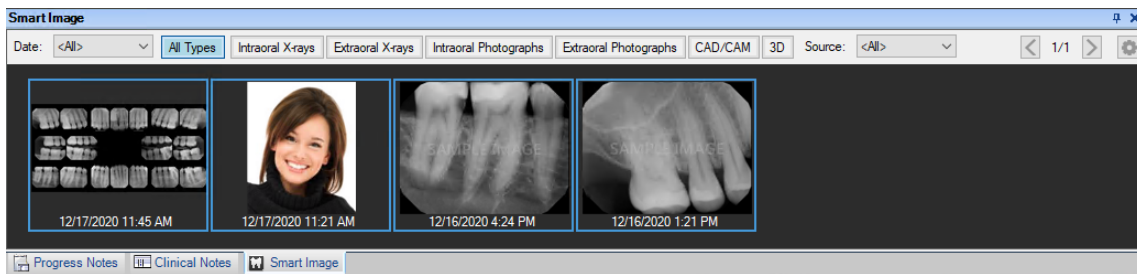 Smart Image
Date: <All> All Types Intraoral X-rays Extraoral X-rays Intraoral Photographs Extraoral Photographs CAD/CAM 3D Source: <All> 1/1
SAMPLE IMAGE SAMPLE IMAGE
12/17/2020 11:45 AM 12/17/2020 11:21 AM 12/16/2020 4:24 PM 12/16/2020 1:21 PM
Progress Notes Clinical Notes Smart Image